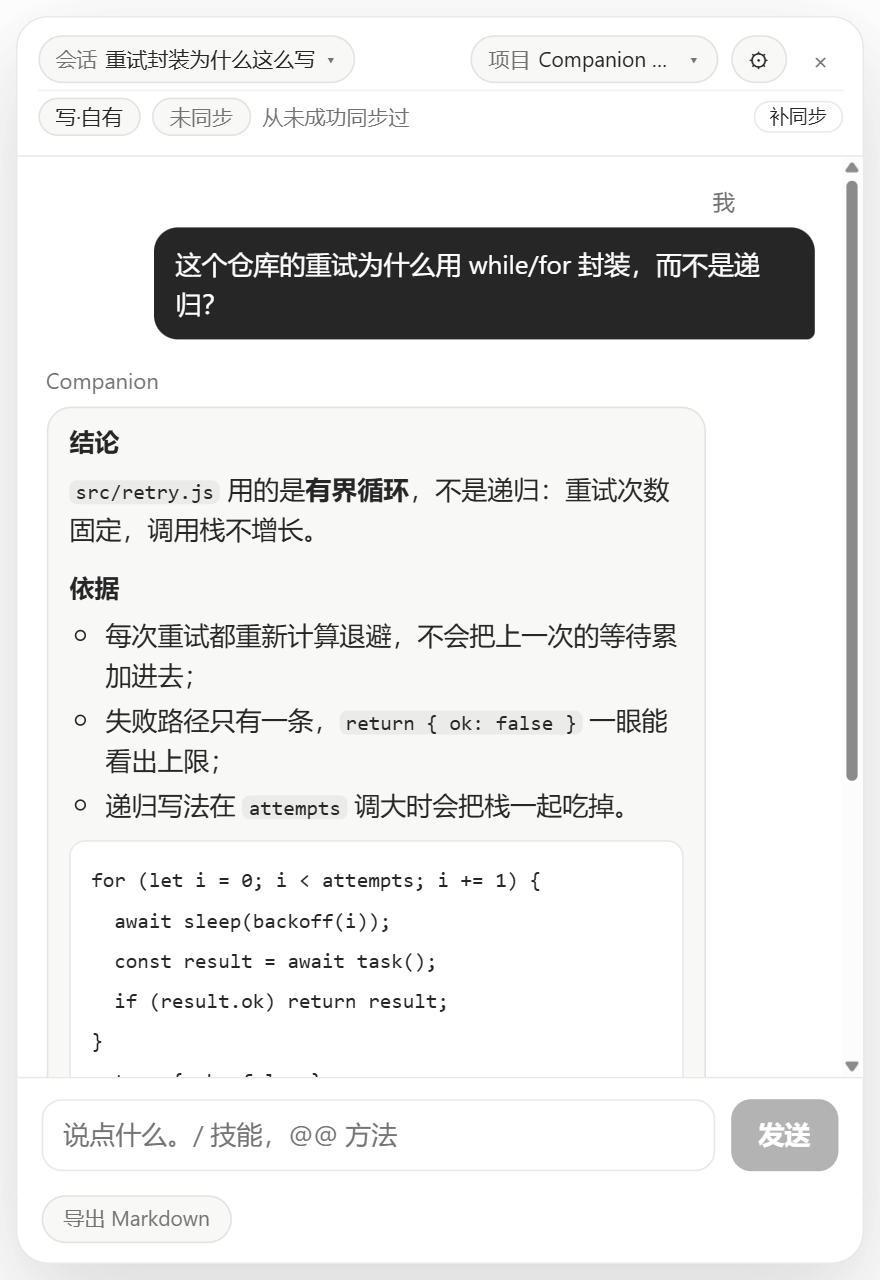 会话 重试封装为什么这么写 ▾ 项目 Companion ... ▾ ×
写·自有 未同步 从未成功同步过 补同步
我
这个仓库的重试为什么用 while/for 封装，而不是递
归？
Companion
结论
src/retry.js 用的是有界循环，不是递归：重试次数
固定，调用栈不增长。
依据
每次重试都重新计算退避，不会把上一次的等待累
加进去；
失败路径只有一条，return { ok: false } 一眼能
看出上限；
递归写法在 attempts 调大时会把栈一起吃掉。
for (let i = 0; i < attempts; i += 1) {
  await sleep(backoff(i));
  const result = await task();
  if (result.ok) return result;
}
说点什么。/ 技能，@@ 方法 发送
导出 Markdown